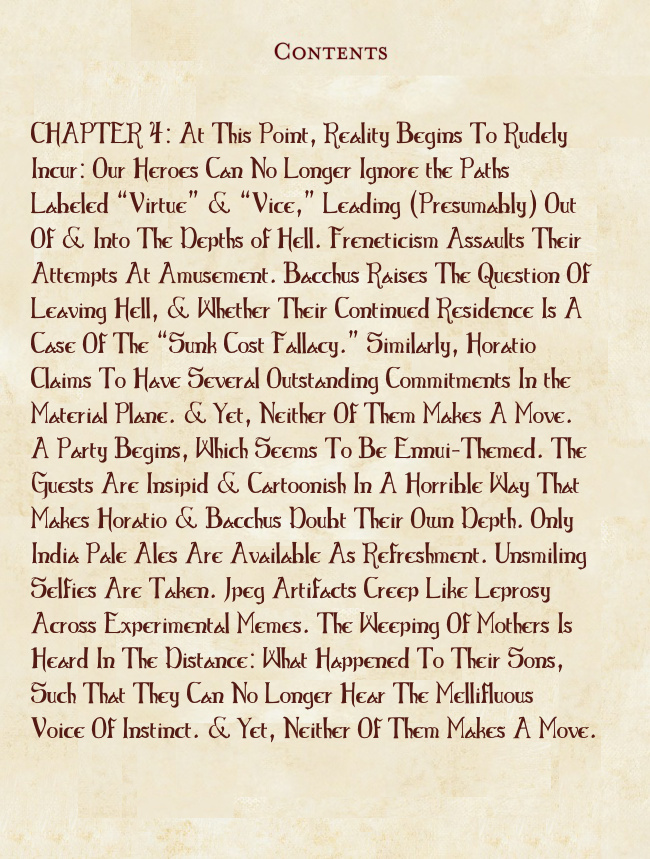 Contents
CHAPTER 4: At This Point, Reality Begins To Rudely
Incur: Our Heroes Can No Longer Ignore the Paths
Labeled “Virtue” & “Vice,” Leading (Presumably) Out
Of & Into The Depths of Hell. Freneticism Assaults Their
Attempts At Amusement. Bacchus Raises The Question Of
Leaving Hell, & Whether Their Continued Residence Is A
Case Of The “Sunk Cost Fallacy.” Similarly, Horatio
Claims To Have Several Outstanding Commitments In the
Material Plane. & Yet, Neither Of Them Makes A Move.
A Party Begins, Which Seems To Be Ennui-Themed. The
Guests Are Insipid & Cartoonish In A Horrible Way That
Makes Horatio & Bacchus Doubt Their Own Depth. Only
India Pale Ales Are Available As Refreshment. Unsmiling
Selfies Are Taken. Jpeg Artifacts Creep Like Leprosy
Across Experimental Memes. The Weeping Of Mothers Is
Heard In The Distance: What Happened To Their Sons,
Such That They Can No Longer Hear The Mellifluous
Voice Of Instinct. & Yet, Neither Of Them Makes A Move.